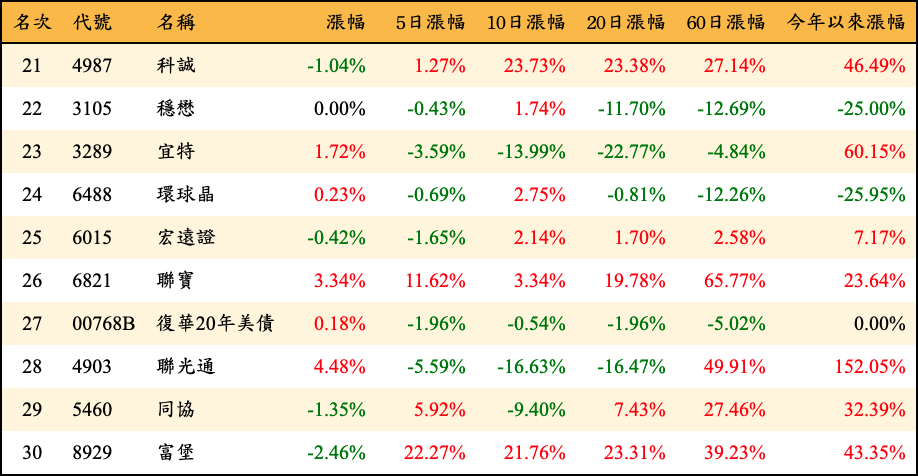 名次 代號 名稱 漲幅 5日漲幅 10日漲幅 20日漲幅 60日漲幅 今年以來漲幅
21 4987 科誠 -1.04% 1.27% 23.73% 23.38% 27.14% 46.49%
22 3105 穩懋 0.00% -0.43% 1.74% -11.70% -12.69% -25.00%
23 3289 宜特 1.72% -3.59% -13.99% -22.77% -4.84% 60.15%
24 6488 環球晶 0.23% -0.69% 2.75% -0.81% -12.26% -25.95%
25 6015 宏遠證 -0.42% -1.65% 2.14% 1.70% 2.58% 7.17%
26 6821 聯寶 3.34% 11.62% 3.34% 19.78% 65.77% 23.64%
27 00768B 復華20年美債 0.18% -1.96% -0.54% -1.96% -5.02% 0.00%
28 4903 聯光通 4.48% -5.59% -16.63% -16.47% 49.91% 152.05%
29 5460 同協 -1.35% 5.92% -9.40% 7.43% 27.46% 32.39%
30 8929 富堡 -2.46% 22.27% 21.76% 23.31% 39.23% 43.35%